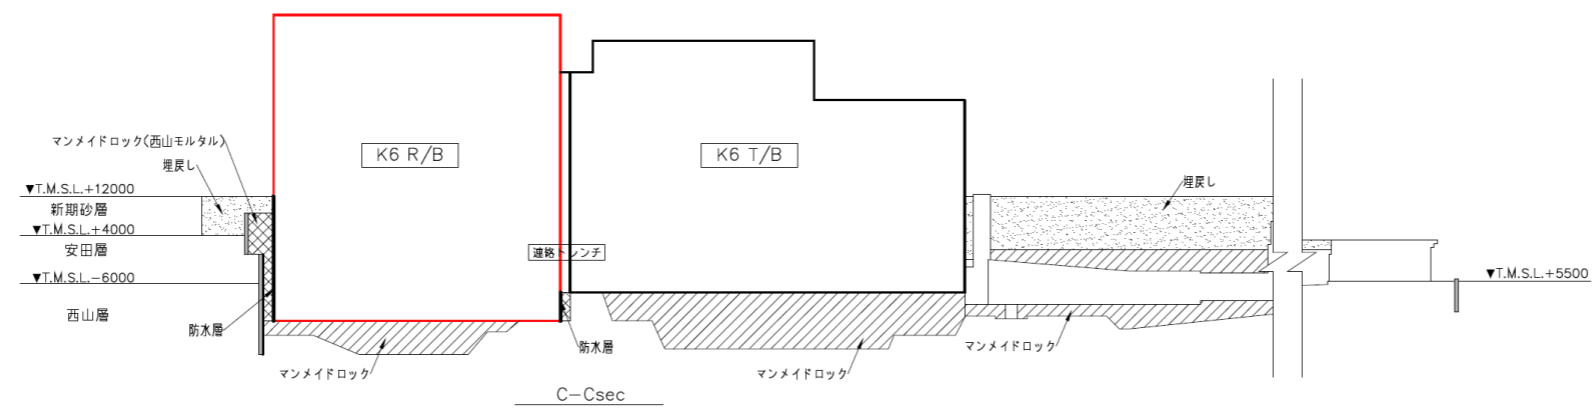 K6 R/B
K6 T/B
マンメイドロック(西山モルタル)
埋戻し
▼T.M.S.L.+12000
新期砂層
▼T.M.S.L.+4000
安田層
▼T.M.S.L.-6000
西山層
防水層
連絡トレンチ
防水層
マンメイドロック
マンメイドロック
マンメイドロック
埋戻し
▼T.M.S.L.+5500
C-Csec